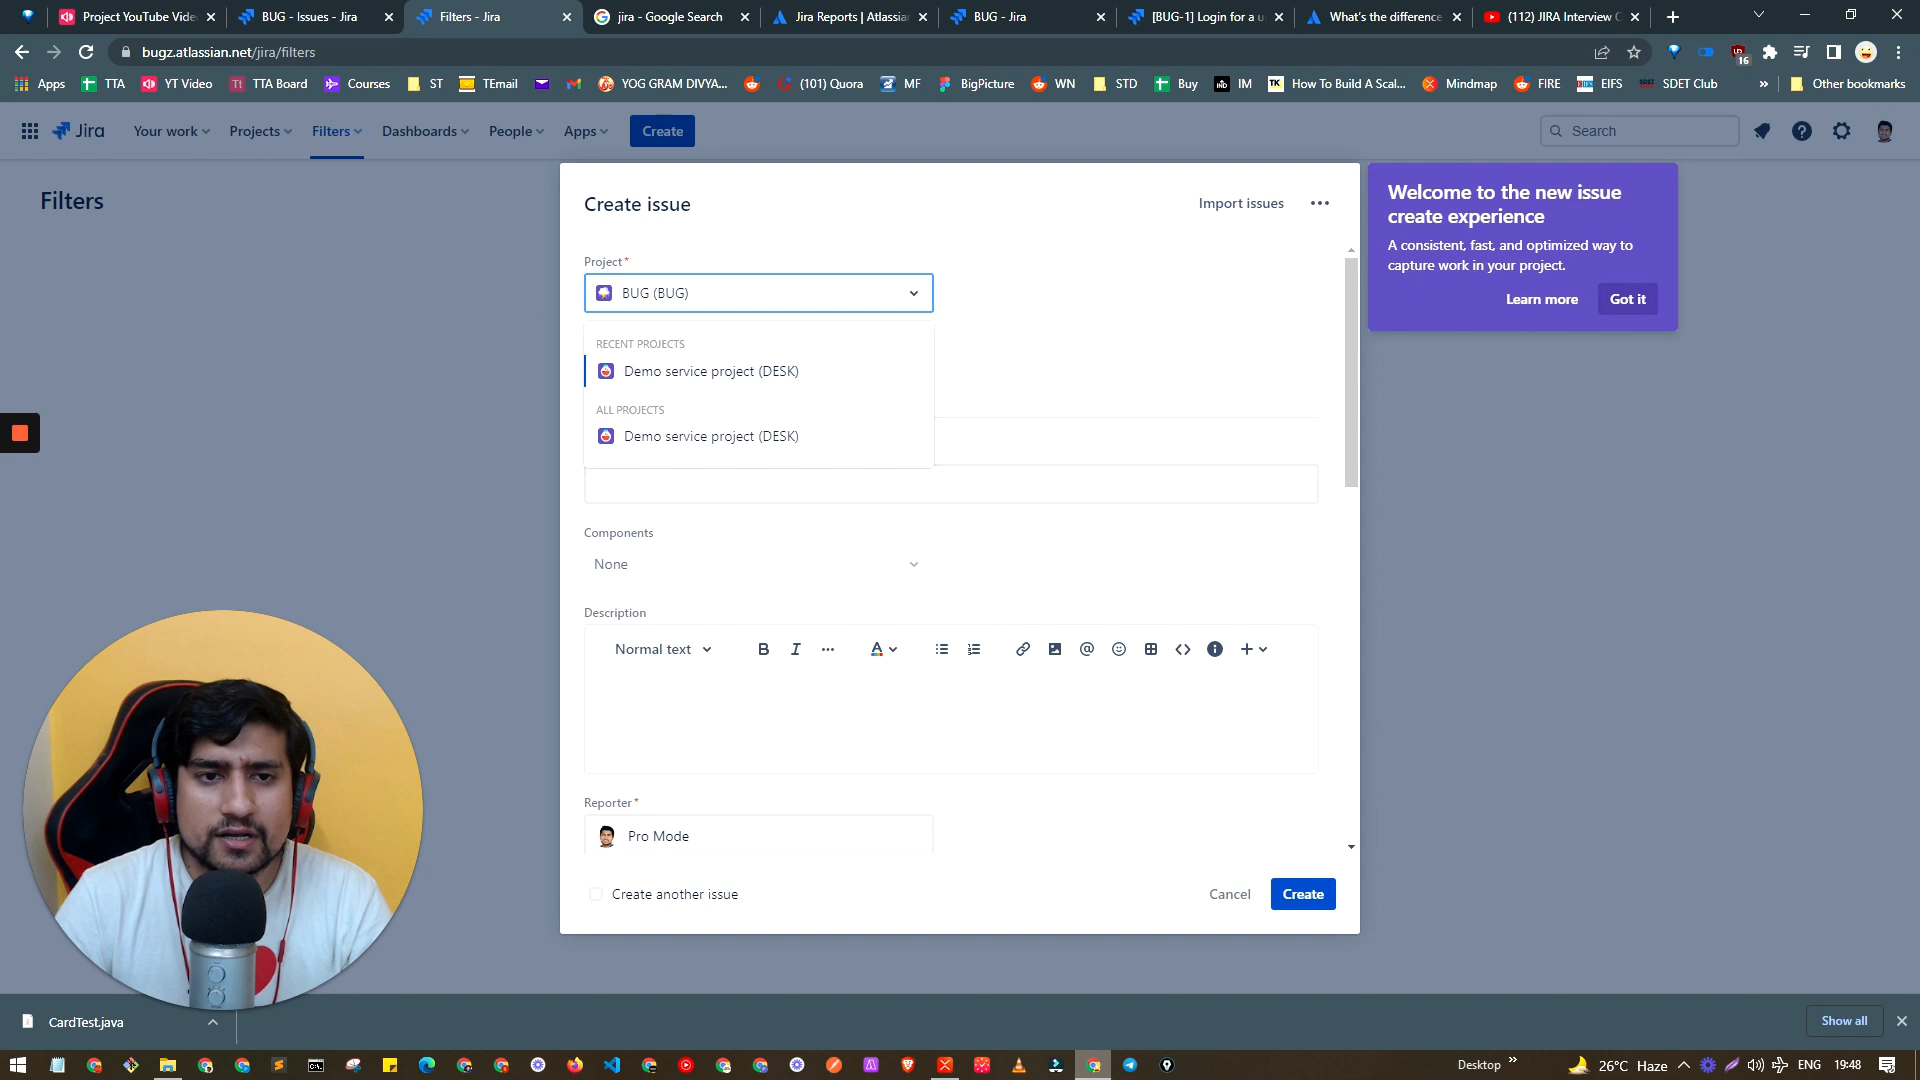 Project YouTube Vide
BUG - Issues - Jira
Filters - Jira
jira - Google Search
Jira Reports | Atlassia
BUG - Jira
[BUG-1] Login for a u
What's the difference
(112) JIRA Interview
bugz.atlassian.net/jira/filters
16
Apps
TTA
YT Video
TTA Board
Courses
ST
TEmail
YOG GRAM DIVYA...
(101) Quora
MF
BigPicture
WN
STD
Buy
IM
How To Build A Scal...
Mindmap
FIRE
EIFS
SDET Club
»
Other bookmarks
Jira
Your work
Projects
Filters
Dashboards
People
Apps
Create
Search
Filters
Create issue
Import issues
Project*
BUG (BUG)
RECENT PROJECTS
Demo service project (DESK)
ALL PROJECTS
Demo service project (DESK)
Components
None
Description
Normal text
B I ... A
Reporter*
Pro Mode
Create another issue
Cancel
Create
Welcome to the new issue
create experience
A consistent, fast, and optimized way to
capture work in your project.
Learn more
Got it
CardTest.java
Show all
Desktop
»
26°C Haze
ENG
19:48